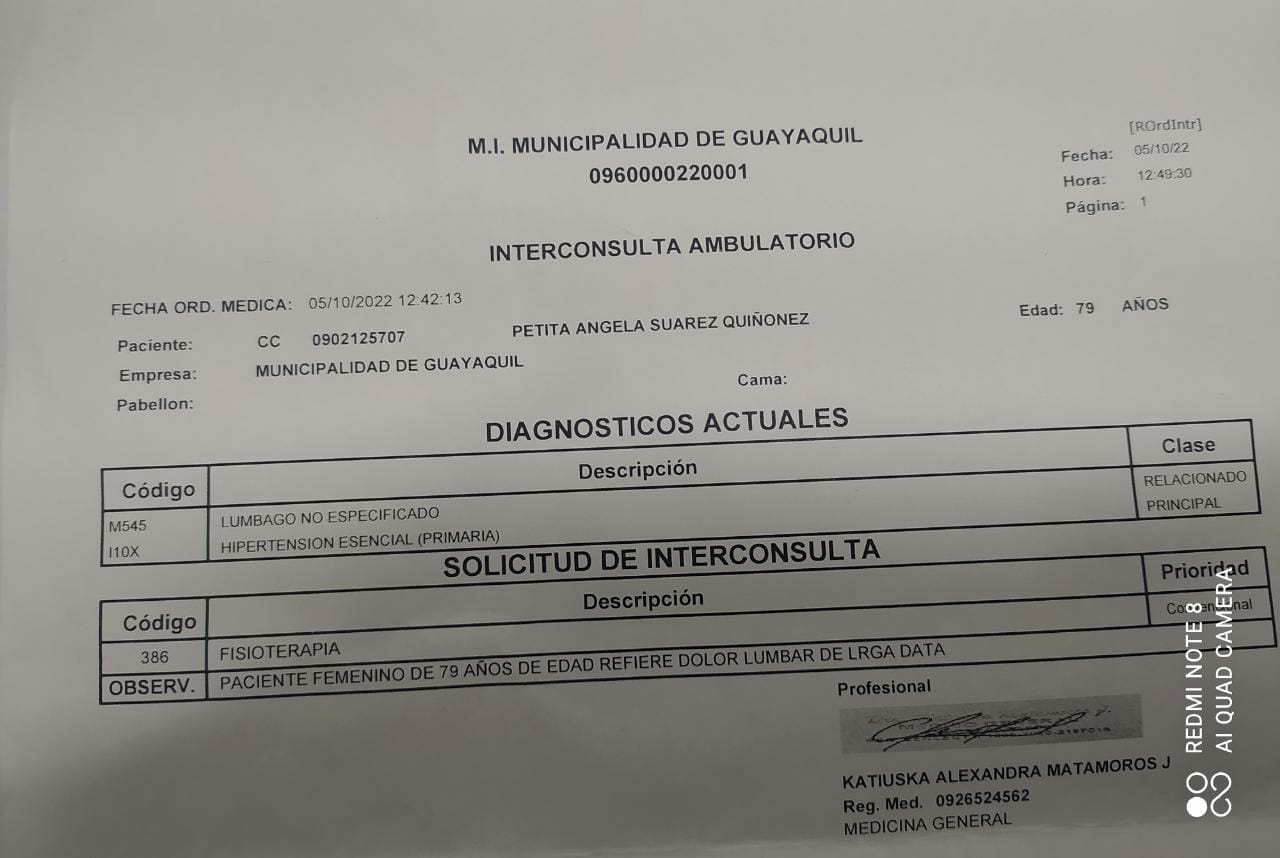 [ROrdIntr]
M.I. MUNICIPALIDAD DE GUAYAQUIL
Fecha: 05/10/22
0960000220001
Hora: 12:49:30
Página: 1
INTERCONSULTA AMBULATORIO
FECHA ORD. MEDICA: 05/10/2022 12:42:13
Paciente: CC 0902125707 PETITA ANGELA SUAREZ QUIÑONEZ Edad: 79 AÑOS
Empresa: MUNICIPALIDAD DE GUAYAQUIL
Pabellon: Cama:
DIAGNOSTICOS ACTUALES
Código Descripción Clase
M545 LUMBAGO NO ESPECIFICADO RELACIONADO
I10X HIPERTENSION ESENCIAL (PRIMARIA) PRINCIPAL
SOLICITUD DE INTERCONSULTA
Código Descripción Prioridad
386 FISIOTERAPIA
OBSERV. PACIENTE FEMENINO DE 79 AÑOS DE EDAD REFIERE DOLOR LUMBAR DE LRGA DATA
Profesional
KATIUSKA ALEXANDRA MATAMOROS J
Reg. Med. 0926524562
MEDICINA GENERAL
REDMI NOTE 8
AI QUAD CAMERA